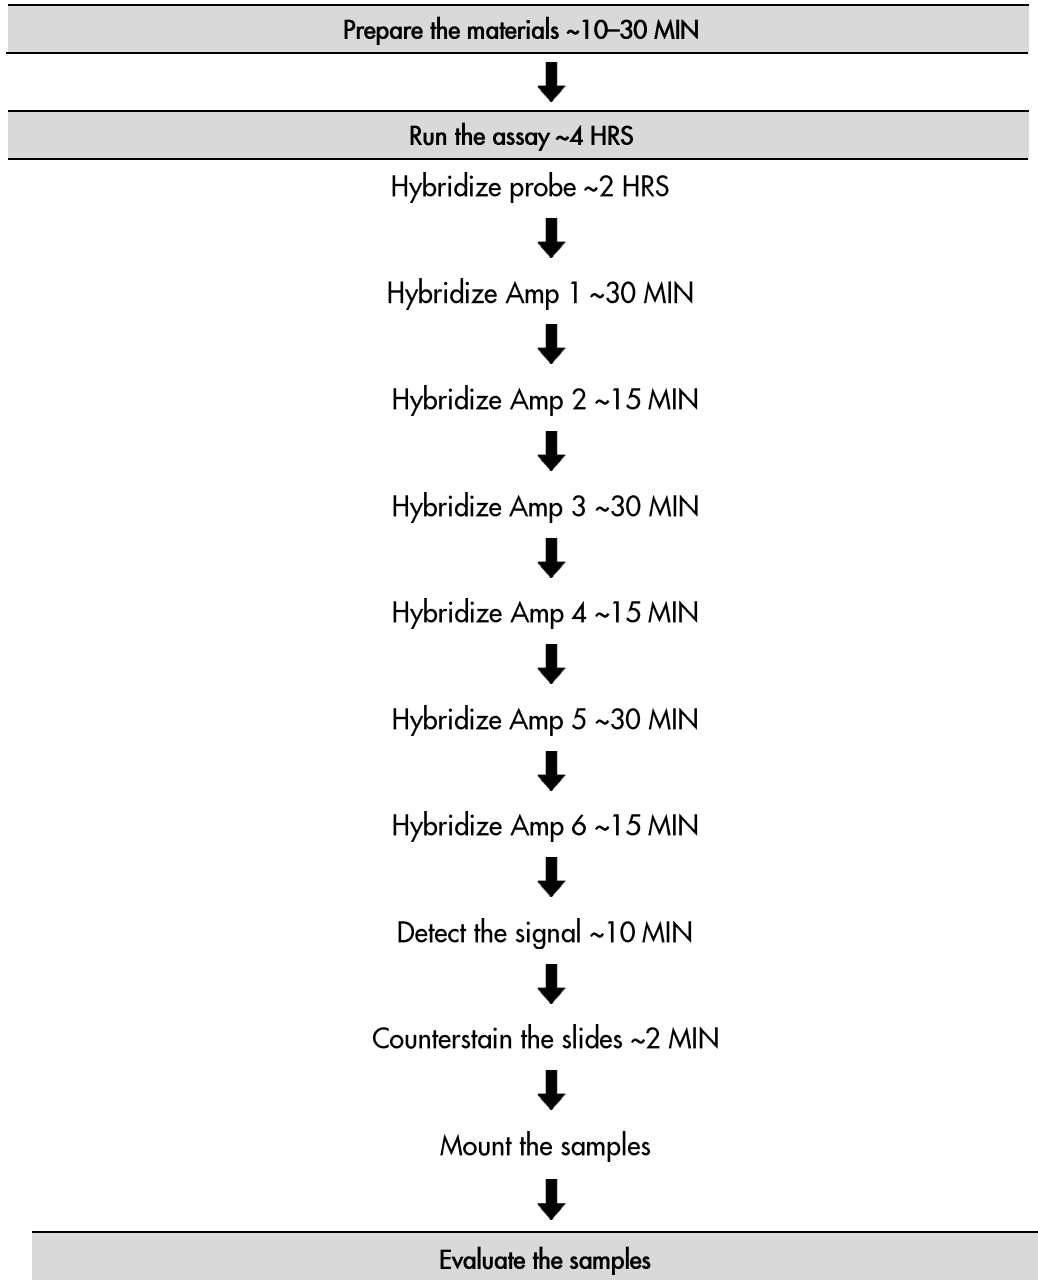 Prepare the materials ~10–30 MIN
Run the assay ~4 HRS
Hybridize probe ~2 HRS
Hybridize Amp 1 ~30 MIN
Hybridize Amp 2 ~15 MIN
Hybridize Amp 3 ~30 MIN
Hybridize Amp 4 ~15 MIN
Hybridize Amp 5 ~30 MIN
Hybridize Amp 6 ~15 MIN
Detect the signal ~10 MIN
Counterstain the slides ~2 MIN
Mount the samples
Evaluate the samples